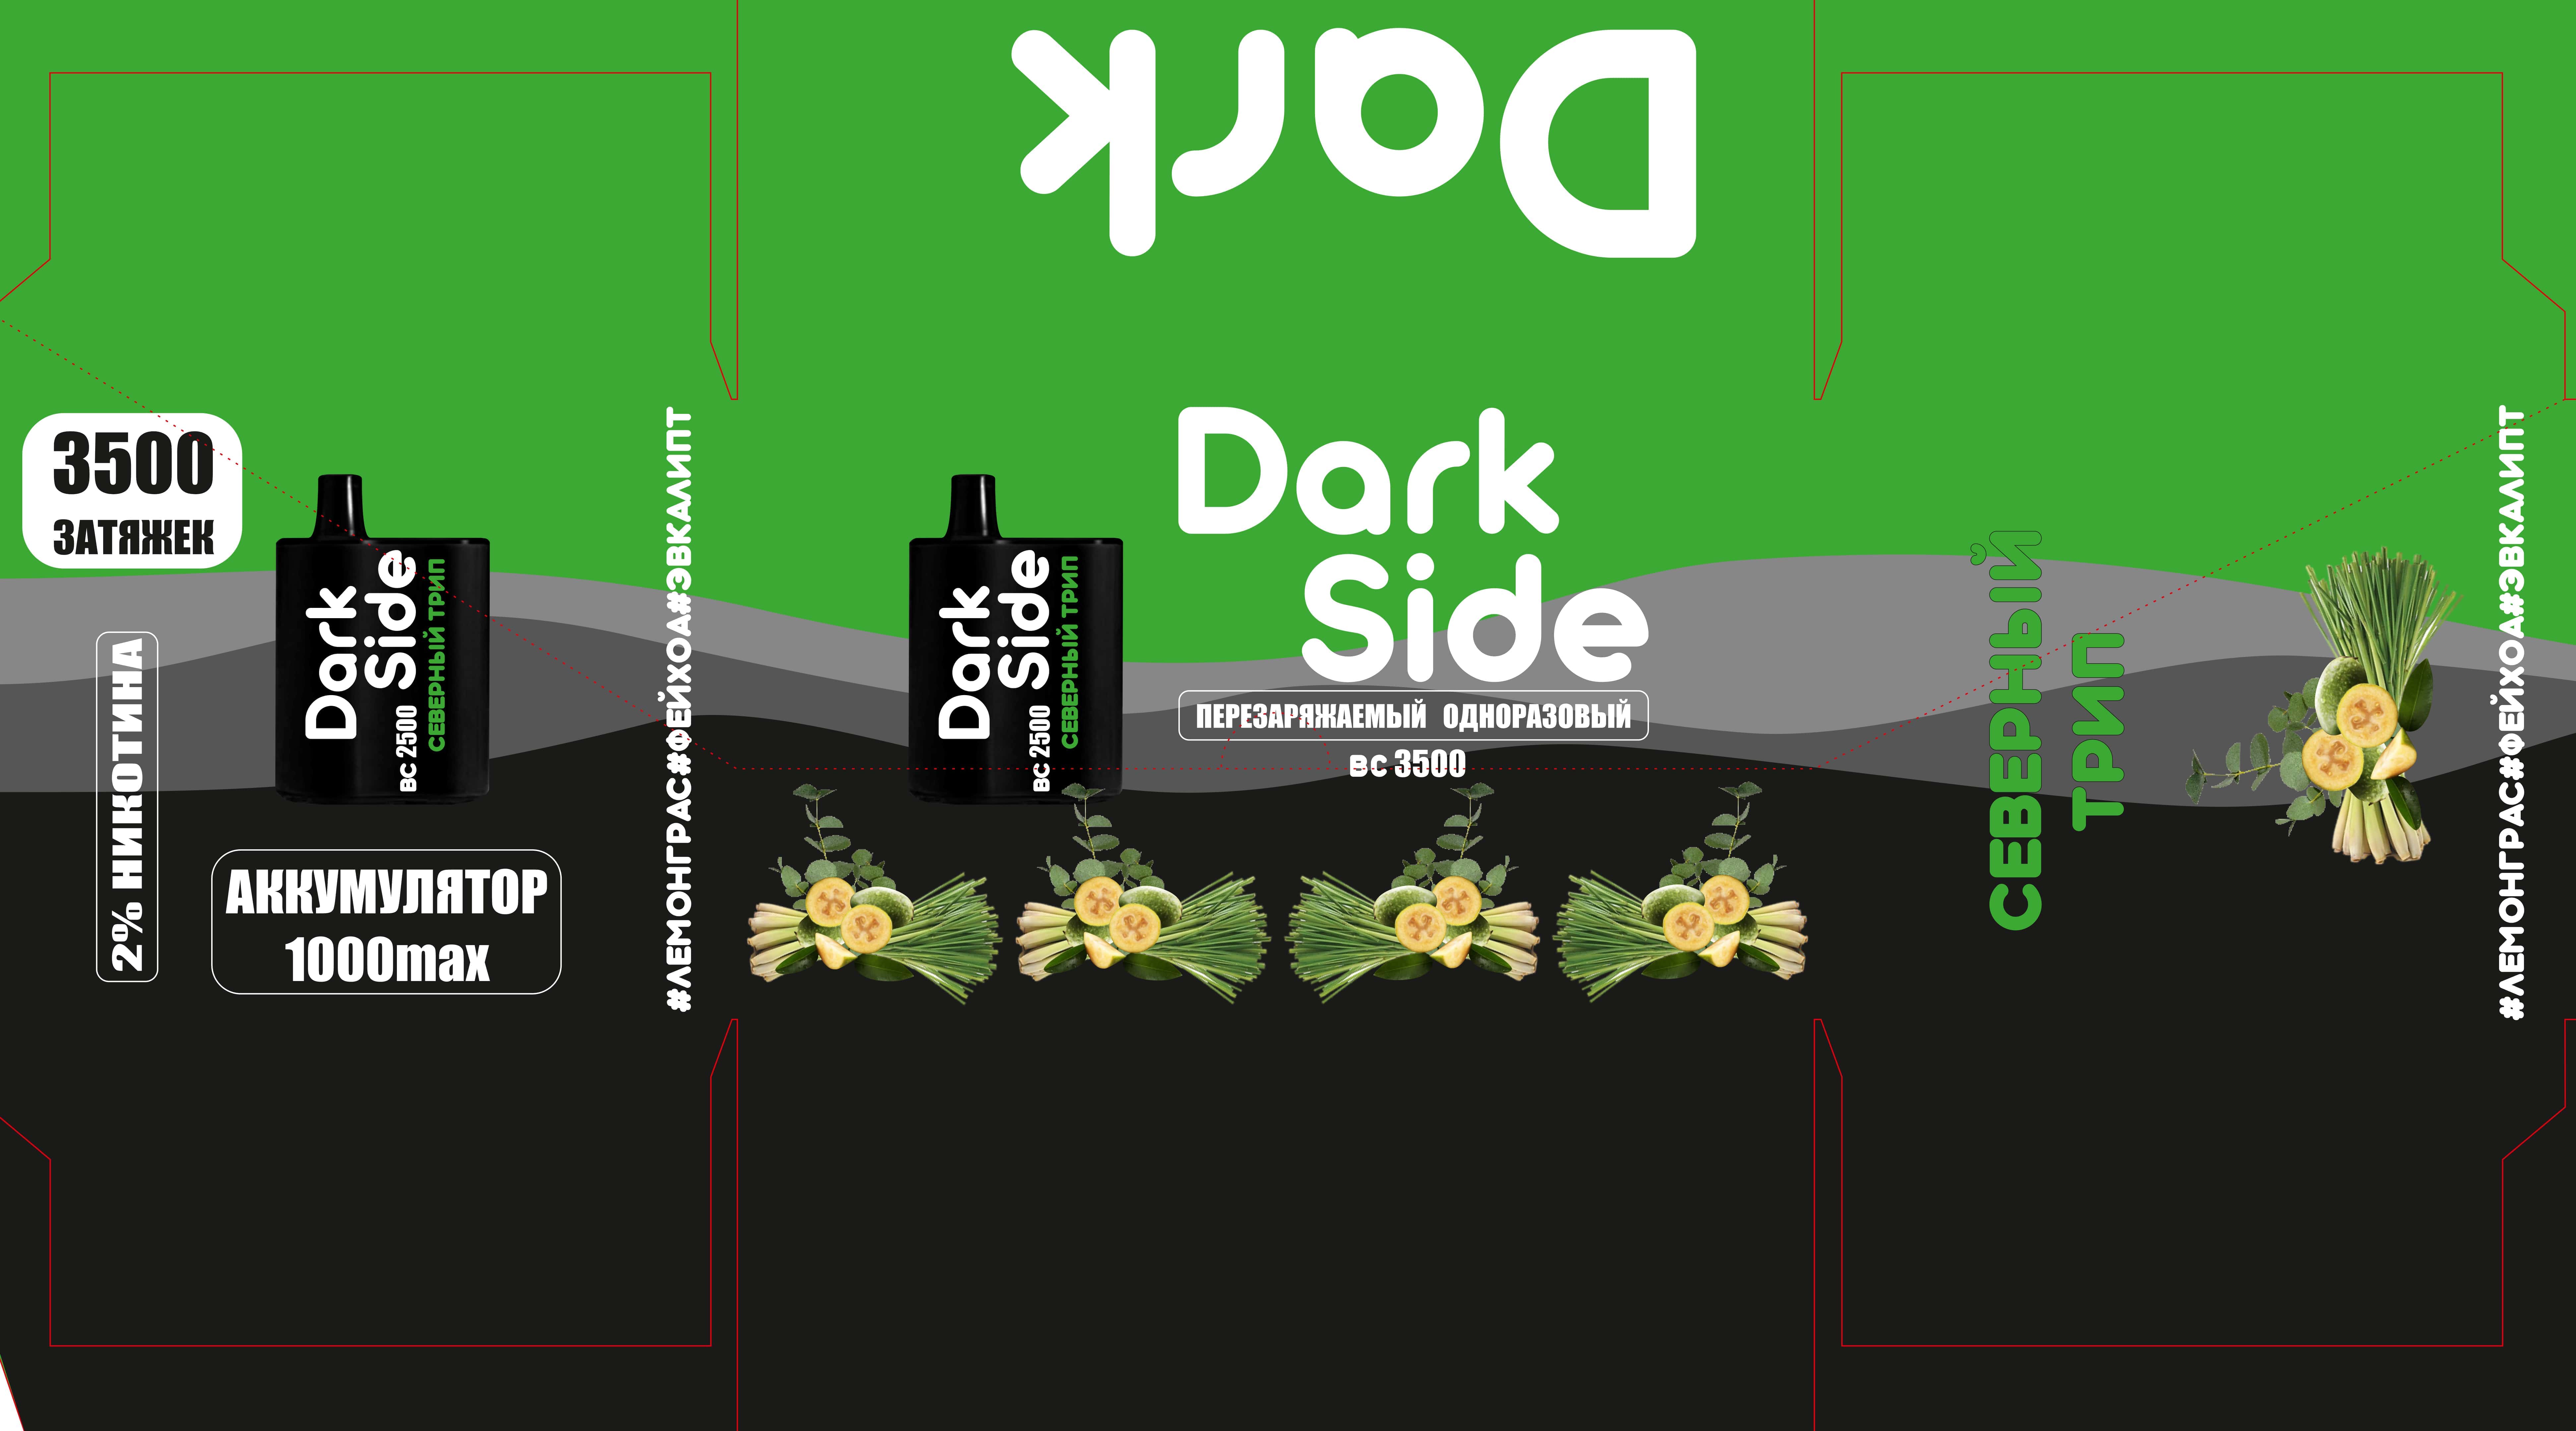 Dark
3500
ЗАТЯЖЕК
2% НИКОТИНА
Dark
Side
вс 2500
СЕВЕРНЫЙ ТРИП
АККУМУЛЯТОР
1000max
#ЛЕМОНГРАС#ФЕЙХОА#ЭВКАЛИПТ
Dark
Side
вс 2500
СЕВЕРНЫЙ ТРИП
Dark
Side
ПЕРЕЗАРЯЖАЕМЫЙ ОДНОРАЗОВЫЙ
вс 3500
СЕВЕРНЫЙ
ТРИП
#ЛЕМОНГРАС#ФЕЙХОА#ЭВКАЛИПТ